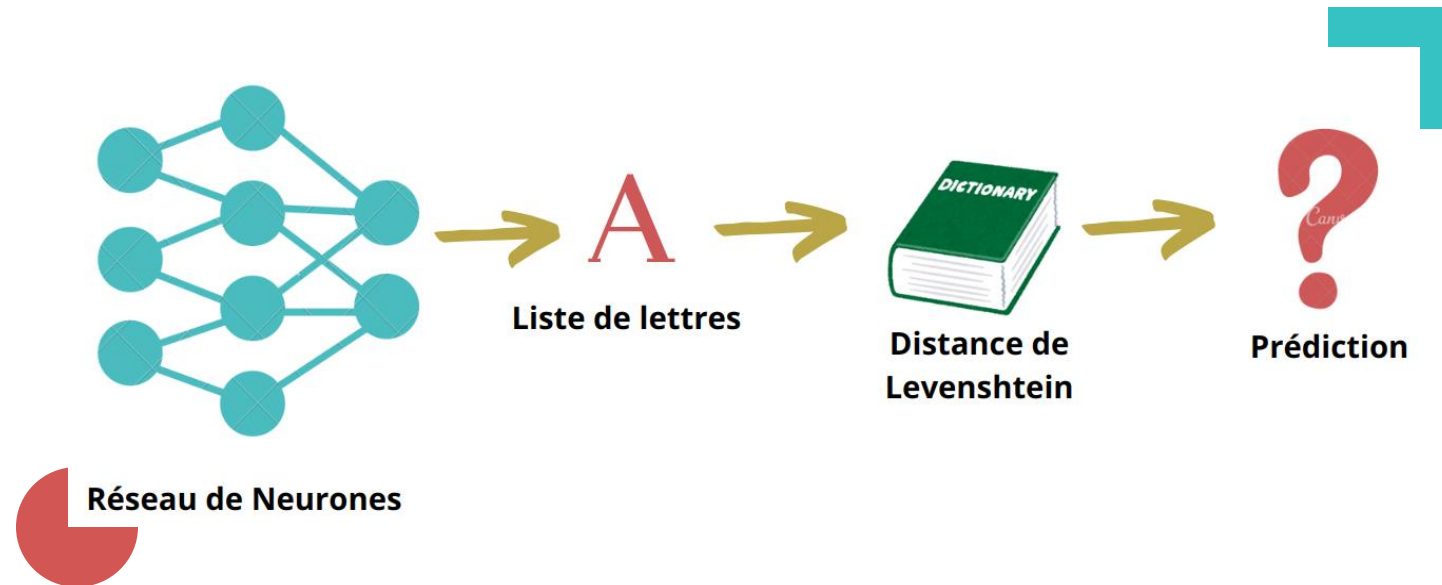 DICTIONARY
A
Liste de lettres
Distance de
Levenshtein
Prédiction
Réseau de Neurones